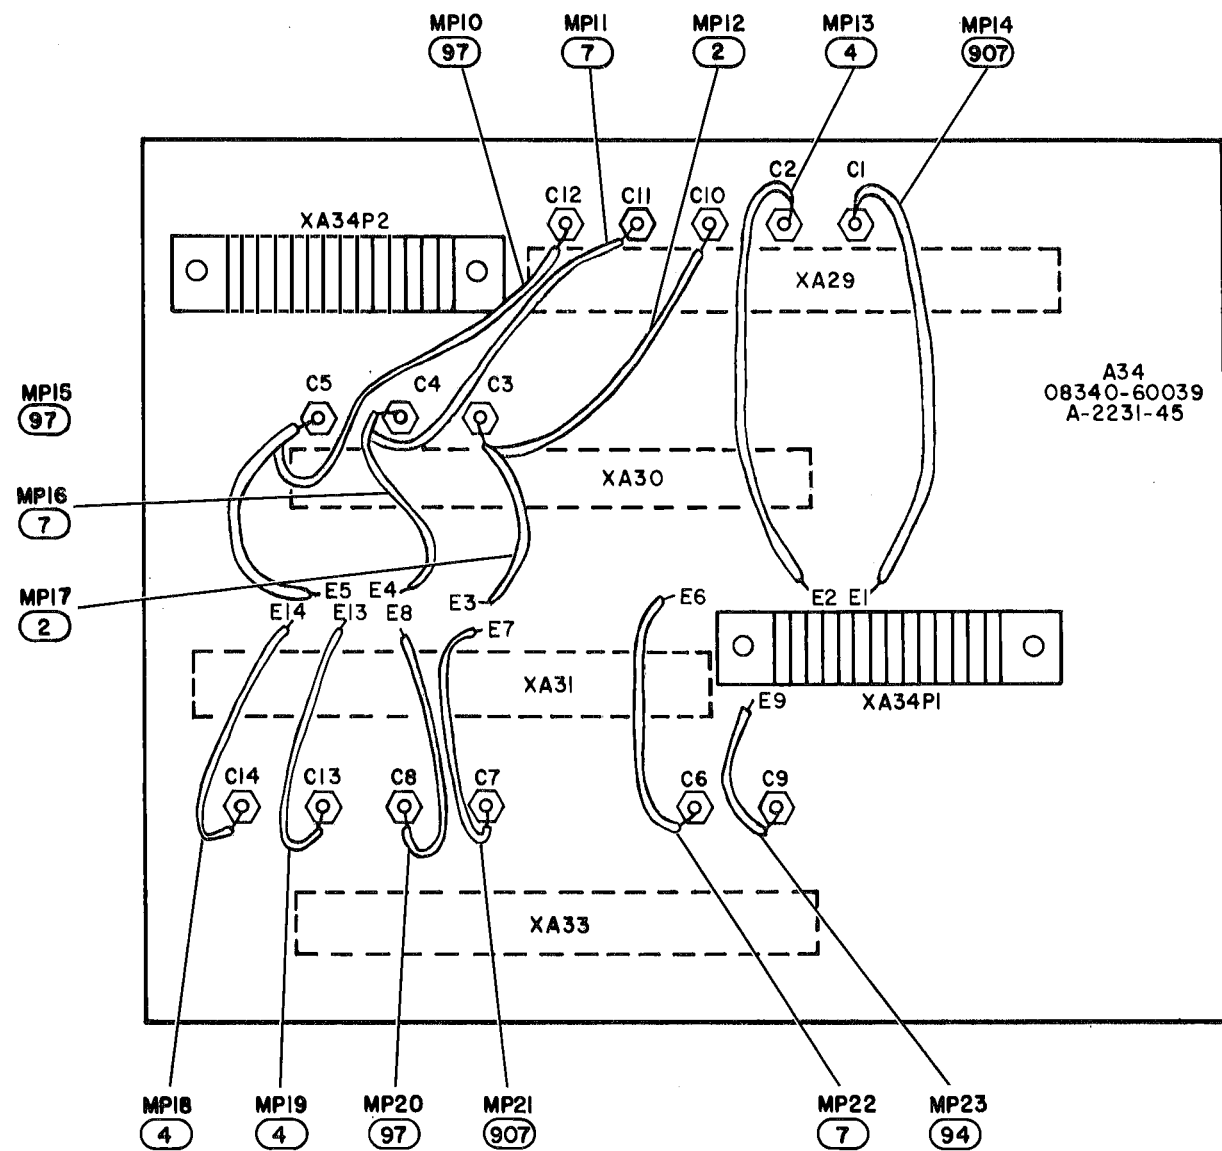 MP10 MP11 MP12 MP13 MP14
97 7 2 4 907
C2 C1
C12 C11 C10
XA34P2
XA29
A34
08340-60039
A-2231-45
C5 C4 C3
MP15
97
XA30
MP16
7
MP17
2
E5 E4 E3 E6 E2 E1
E14 E13 E8 E7
XA31
XA34P1
E9
C14 C13 C8 C7 C6 C9
XA33
MP18 MP19 MP20 MP21 MP22 MP23
4 4 97 907 7 94